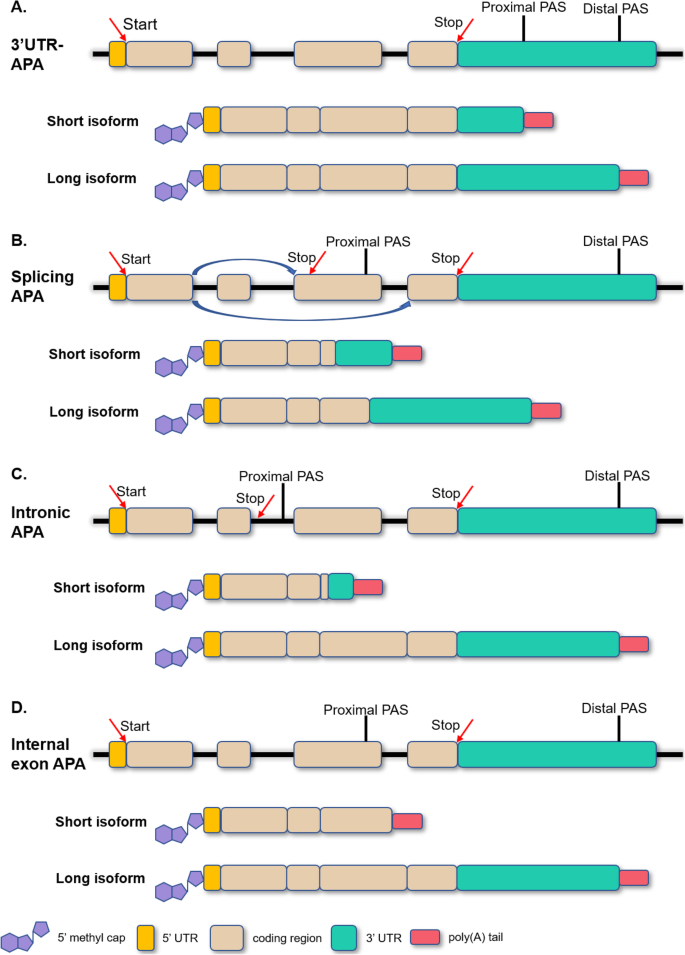 A.
Start
Stop
Proximal PAS
Distal PAS
3’UTR-
APA
Short isoform
Long isoform
B.
Start
Stop
Proximal PAS
Stop
Distal PAS
Splicing
APA
Short isoform
Long isoform
C.
Start
Stop
Proximal PAS
Stop
Distal PAS
Intronic
APA
Short isoform
Long isoform
D.
Start
Proximal PAS
Stop
Distal PAS
Internal
exon APA
Short isoform
Long isoform
5’ methyl cap
5’ UTR
coding region
3’ UTR
poly(A) tail